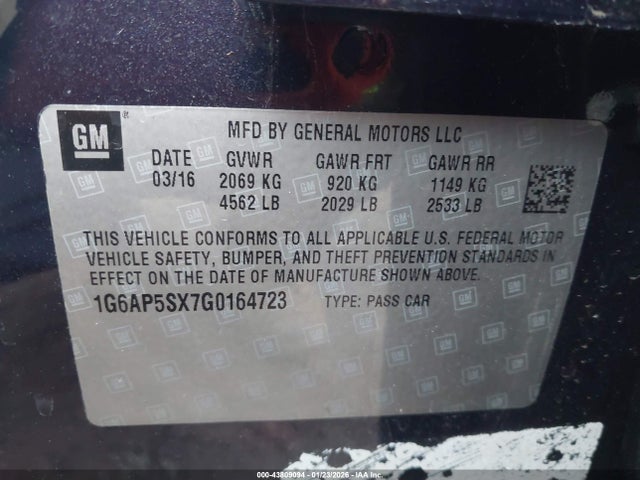 GM
MFD BY GENERAL MOTORS LLC
DATE GVWR GAWR FRT GAWR RR
03/16 2069 KG 920 KG 1149 KG
4562 LB 2029 LB 2533 LB
THIS VEHICLE CONFORMS TO ALL APPLICABLE U.S. FEDERAL MOTOR
VEHICLE SAFETY, BUMPER, AND THEFT PREVENTION STANDARDS IN
EFFECT ON THE DATE OF MANUFACTURE SHOWN ABOVE.
1G6AP5SX7G0164723 TYPE: PASS CAR
IAA - 43809094 - 01/23/2026 - IAAI.COM